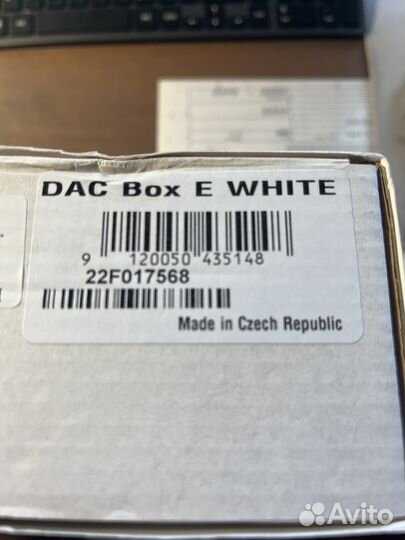 DAC Box E WHITE
9 120050 435148
22F017568
Made in Czech Republic
Avito